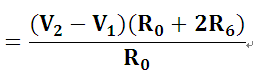 = (V₂ − V₁)(R₀ + 2R₆)
R₀